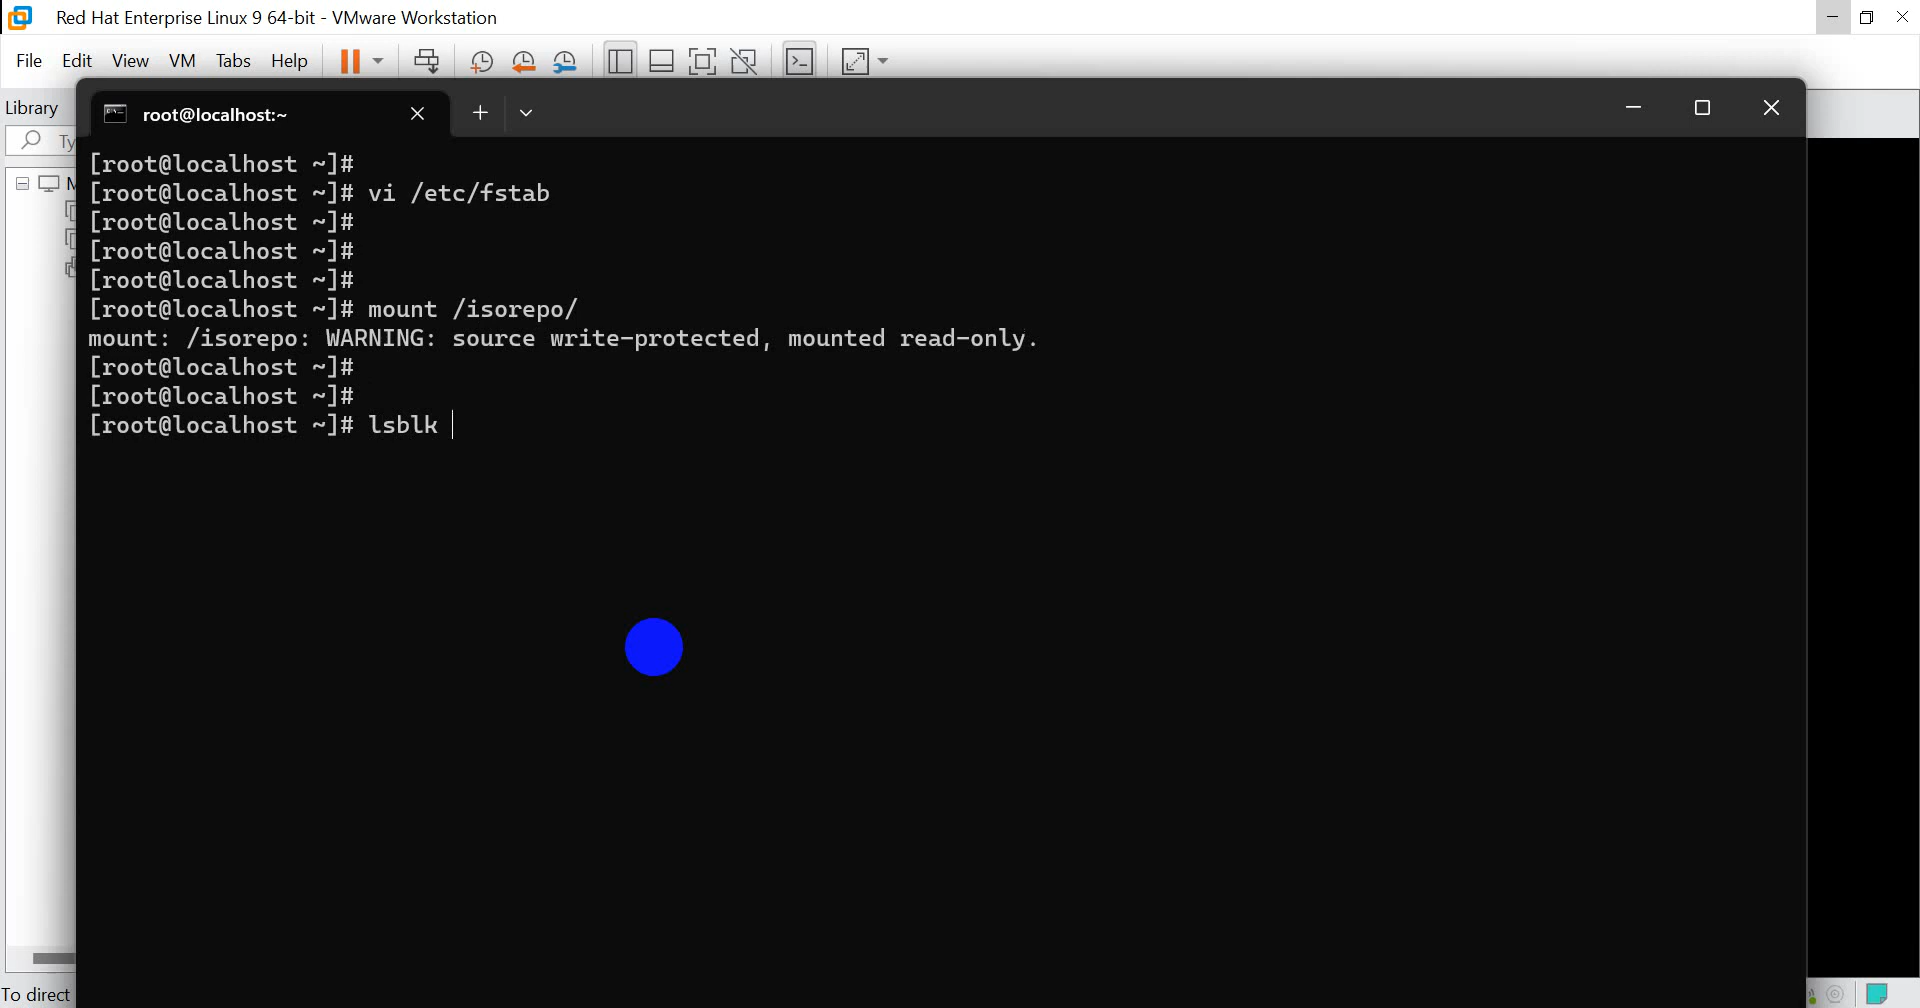 Red Hat Enterprise Linux 9 64-bit - VMware Workstation
File Edit View VM Tabs Help
Library
root@localhost:~
Ty
[root@localhost ~]#
[root@localhost ~]# vi /etc/fstab
[root@localhost ~]#
[root@localhost ~]#
[root@localhost ~]#
[root@localhost ~]# mount /isorepo/
mount: /isorepo: WARNING: source write-protected, mounted read-only.
[root@localhost ~]#
[root@localhost ~]#
[root@localhost ~]# lsblk
To direct